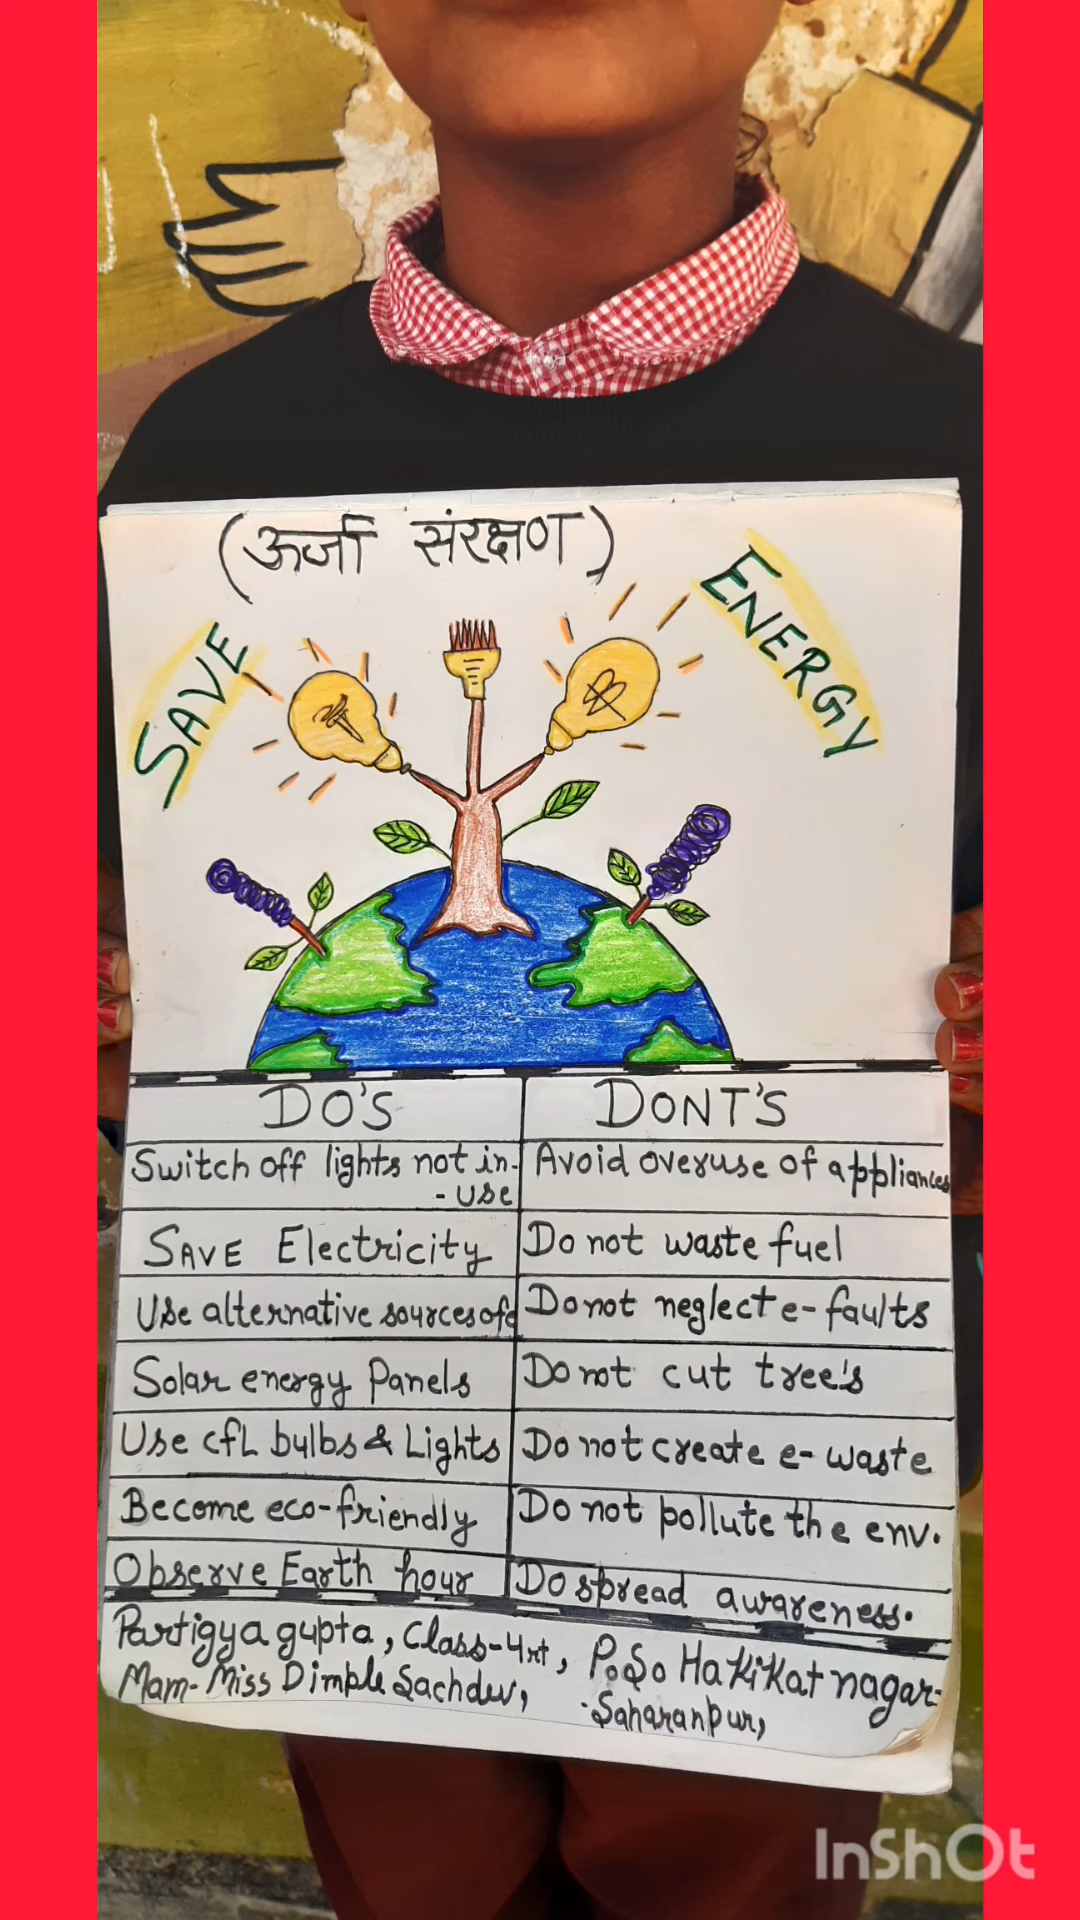 (ऊर्जा संरक्षण)
SAVE
ENERGY
DO'S
DONT'S
Switch off lights not in-
- use
Avoid overuse of appliances
SAVE Electricity
Do not waste fuel
Use alternative sources of e
Do not neglect e-faults
Solar energy Panels
Do not cut tree's
Use CfL bulbs & Lights
Do not create e-waste
Become eco-friendly
Do not pollute the env.
Observe Earth hour
Do spread awareness.
Partigya gupta, Class-4rt,
Mam- Miss Dimple Sachdev,
P.So Hakikat nagar-
-Saharanpur,
InShOt